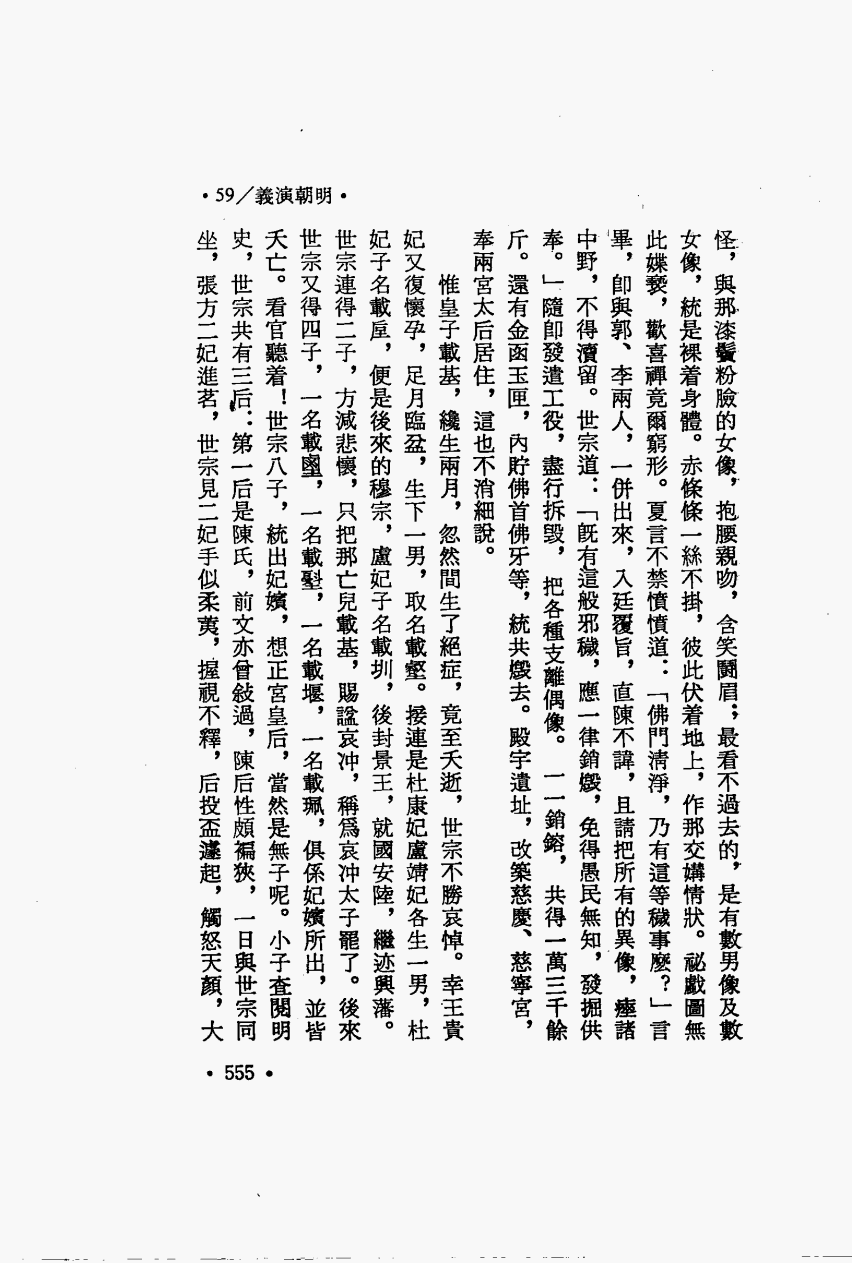 •59／義演朝明•
怪，與那漆鬢粉臉的女像，抱腰親吻，含笑鬭眉；最看不過去的，是有數男像及數
女像，統是裸着身體。赤條條一絲不掛，彼此伏着地上，作那交媾情狀。祕戲圖無
此媟褻，歡喜禪竟爾窮形。夏言不禁憤憤道：「佛門淸淨，乃有這等穢事麽？」言
畢，卽與郭、李兩人，一併出來，入廷覆旨，直陳不諱，且請把所有的異像，瘞諸
中野，不得瀆留。世宗道：「旣有這般邪穢，應一律銷燬，免得愚民無知，發掘供
奉。」隨卽發遣工役，盡行拆毀，把各種支離偶像。一一銷鎔，共得一萬三千餘
斤。還有金函玉匣，內貯佛首佛牙等，統共燬去。殿宇遺址，改築慈慶、慈寧宮，
奉兩宮太后居住，這也不消細說。
惟皇子載基，纔生兩月，忽然間生了絕症，竟至夭逝，世宗不勝哀悼。幸王貴
妃又復懷孕，足月臨盆，生下一男，取名載壑。接連是杜康妃盧靖妃各生一男，杜
妃子名載垕，便是後來的穆宗，盧妃子名載圳，後封景王，就國安陸，繼迹興藩。
世宗連得二子，方減悲懷，只把那亡兒載基，賜諡哀冲，稱爲哀冲太子罷了。後來
世宗又得四子，一名載㙺，一名載㙾，一名載堰，一名載珮，俱係妃嬪所出，並皆
夭亡。看官聽着！世宗八子，統出妃嬪，想正宮皇后，當然是無子呢。小子查閱明
史，世宗共有三后：第一后是陳氏，前文亦曾敍過，陳后性頗褊狹，一日與世宗同
坐，張方二妃進茗，世宗見二妃手似柔荑，握視不釋，后投盃遽起，觸怒天顏，大
•555•